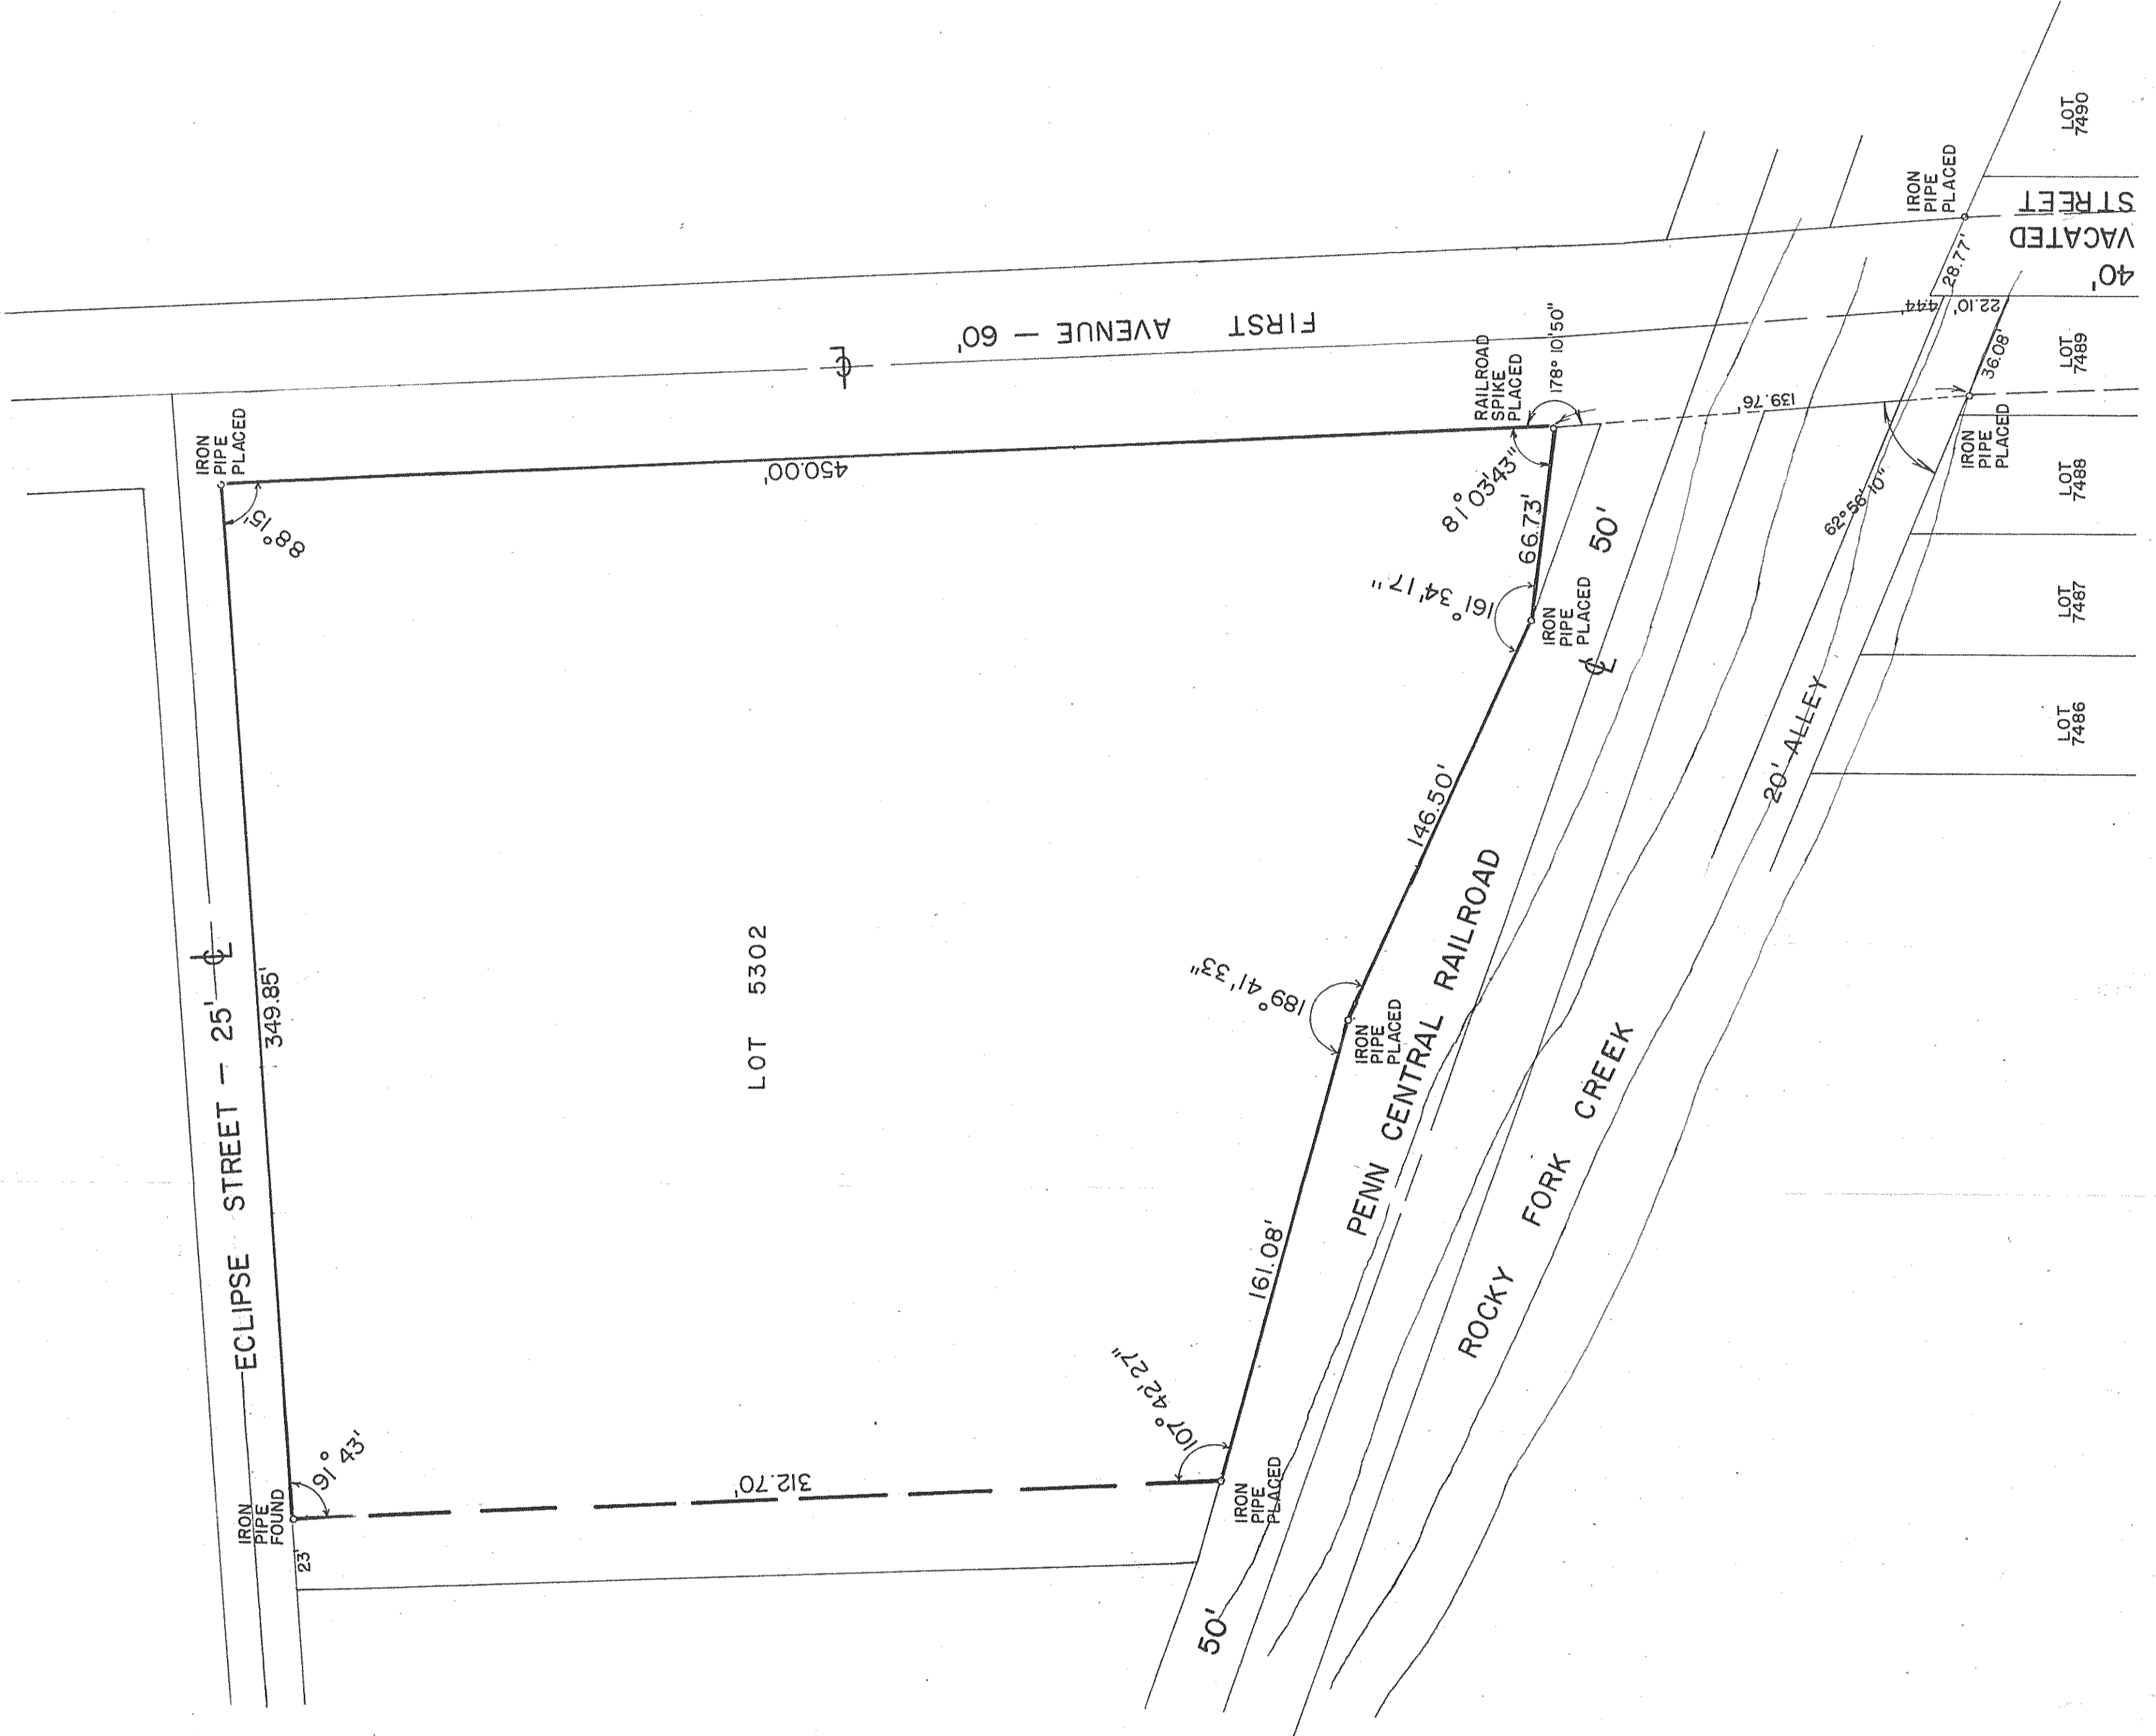 ECLIPSE STREET - 25'
349.85'
IRON
PIPE
FOUND
23'
91° 43'
IRON
PIPE
PLACED
88° 15'
450.00'
FIRST AVENUE - 60'
LOT 5302
312.70'
107° 42' 27"
IRON
PIPE
PLACED
161.08'
189° 41' 33"
IRON
PIPE
PLACED
146.50'
161° 34' 17"
IRON
PIPE
PLACED
66.73'
81° 03' 43"
RAILROAD
SPIKE
PLACED
178° 10' 50"
139.76'
50'
50'
PENN CENTRAL RAILROAD
ROCKY FORK CREEK
20' ALLEY
62° 56' 10"
IRON
PIPE
PLACED
36.08'
22.10'
4.44'
28.77'
IRON
PIPE
PLACED
40'
VACATED
STREET
LOT
7486
LOT
7487
LOT
7488
LOT
7489
LOT
7490